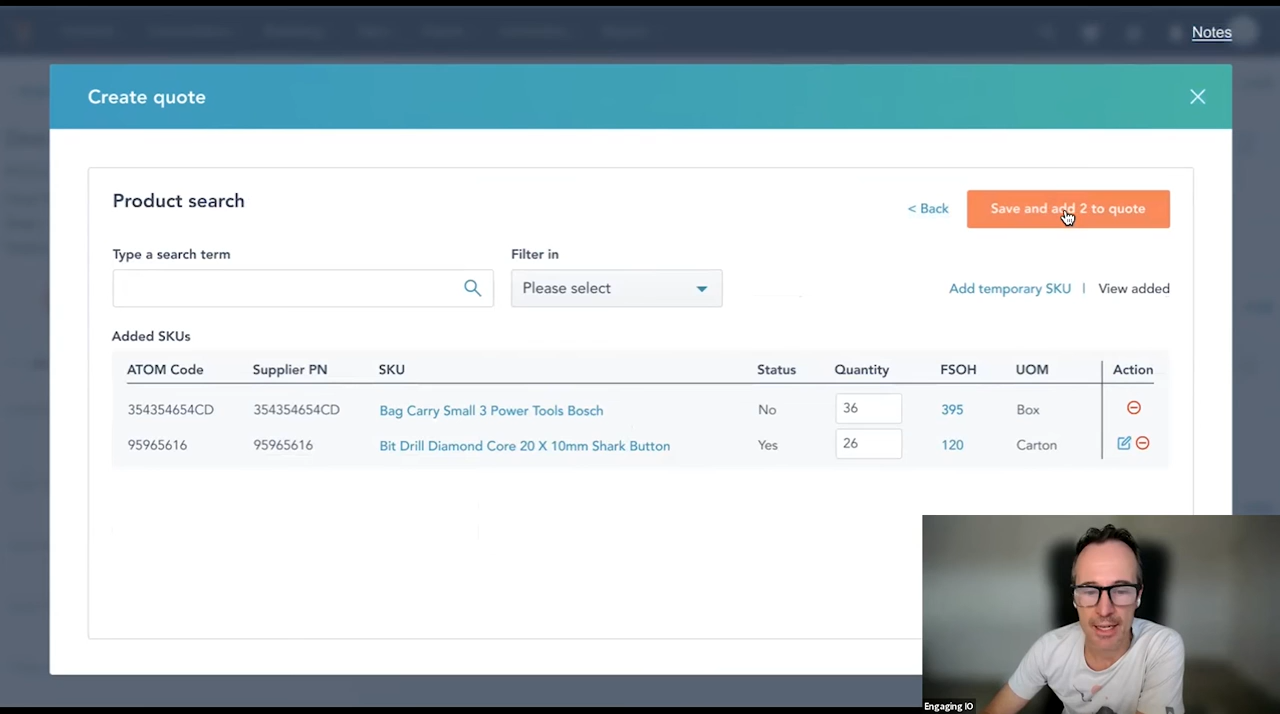 Notes
Create quote
Product search
< Back
Save and add 2 to quote
Type a search term
Filter in
Please select
Add temporary SKU | View added
Added SKUs
ATOM Code Supplier PN SKU Status Quantity FSOH UOM Action
354354654CD 354354654CD Bag Carry Small 3 Power Tools Bosch No 36 395 Box
95965616 95965616 Bit Drill Diamond Core 20 X 10mm Shark Button Yes 26 120 Carton
Engaging IO